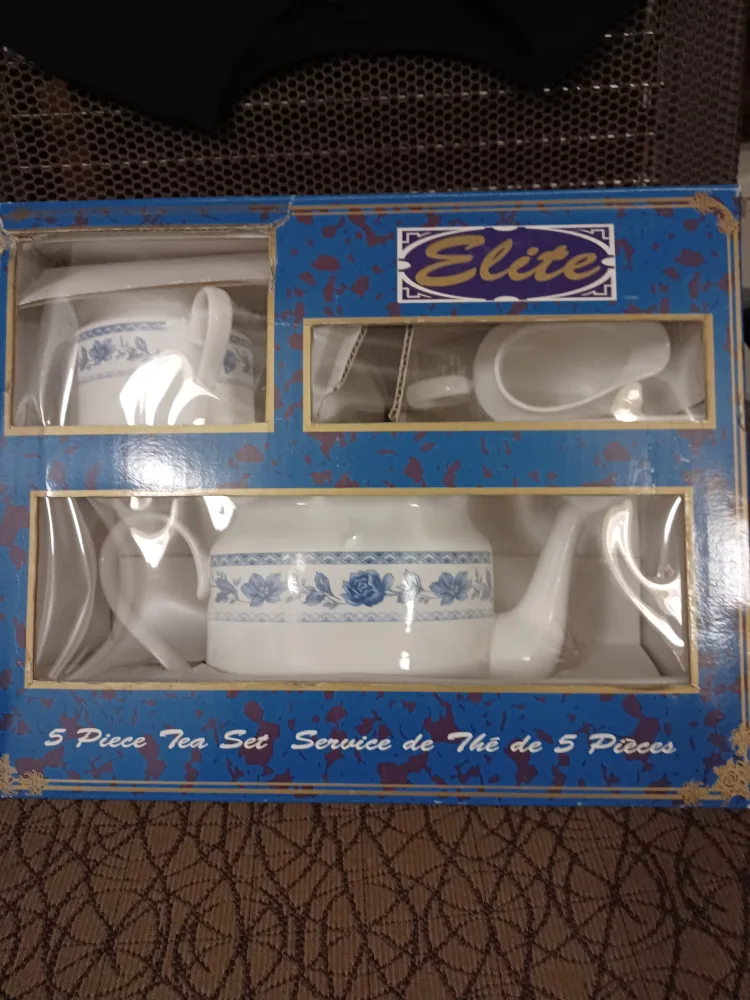 Elite
5 Piece Tea Set Service de Thé de 5 Pièces